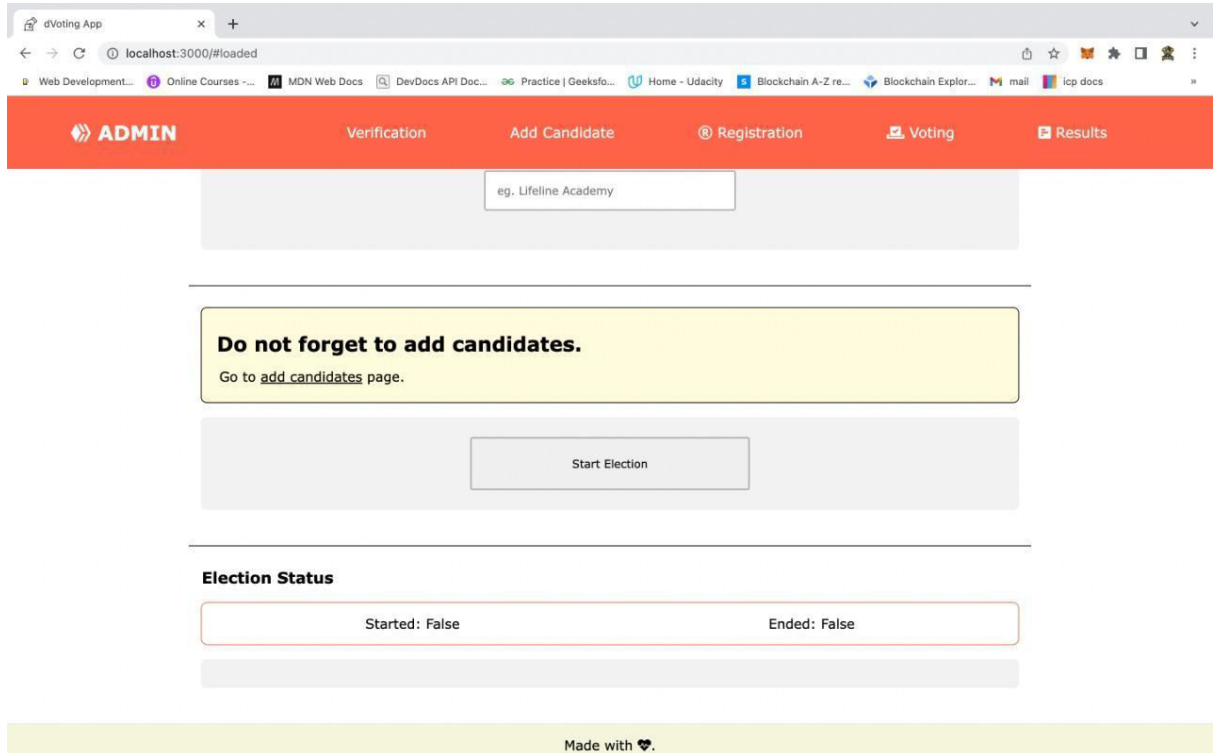 dVoting App
localhost:3000/#loaded
Web Development... Online Courses -... MDN Web Docs DevDocs API Doc... Practice | Geeksfo... Home - Udacity Blockchain A-Z re... Blockchain Explor... mail icp docs
ADMIN Verification Add Candidate Registration Voting Results
eg. Lifeline Academy
Do not forget to add candidates.
Go to add candidates page.
Start Election
Election Status
Started: False Ended: False
Made with .